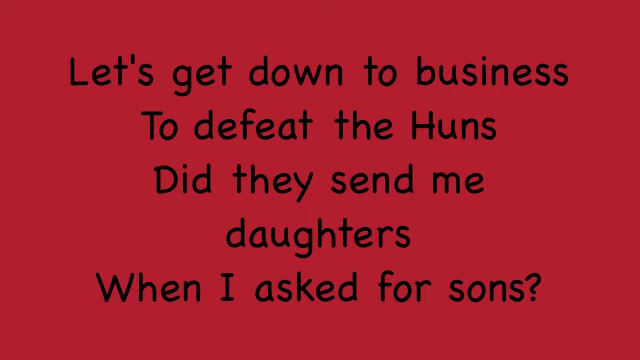 Let's get down to business
To defeat the Huns
Did they send me
daughters
When I asked for sons?